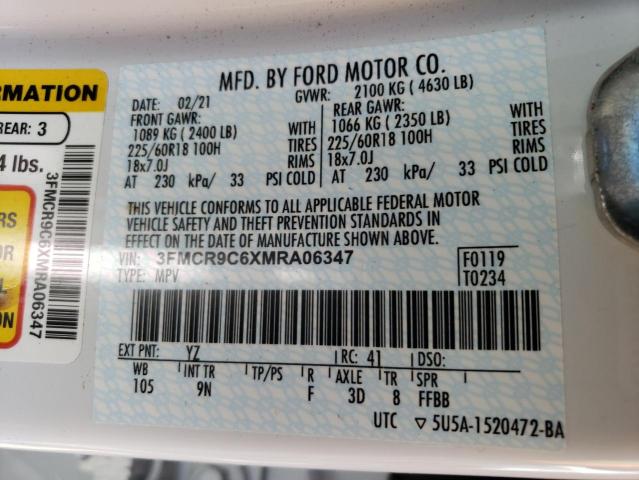 RMATION
REAR: 3
4 lbs.
3FMCR9C6XMRA06347
RS
OR
L
ON
MFD. BY FORD MOTOR CO.
DATE: 02/21 GVWR: 2100 KG ( 4630 LB)
FRONT GAWR: REAR GAWR:
1089 KG ( 2400 LB) WITH 1066 KG ( 2350 LB) WITH
225/60R18 100H TIRES 225/60R18 100H TIRES
18x7.0J RIMS 18x7.0J RIMS
AT 230 kPa/ 33 PSI COLD AT 230 kPa/ 33 PSI COLD
THIS VEHICLE CONFORMS TO ALL APPLICABLE FEDERAL MOTOR
VEHICLE SAFETY AND THEFT PREVENTION STANDARDS IN
EFFECT ON THE DATE OF MANUFACTURE SHOWN ABOVE.
VIN: 3FMCR9C6XMRA06347 F0119
TYPE: MPV T0234
EXT PNT: YZ RC: 41 DSO:
WB INT TR TP/PS R AXLE TR SPR
105 9N F 3D 8 FFBB
UTC ▽ 5U5A-1520472-BA